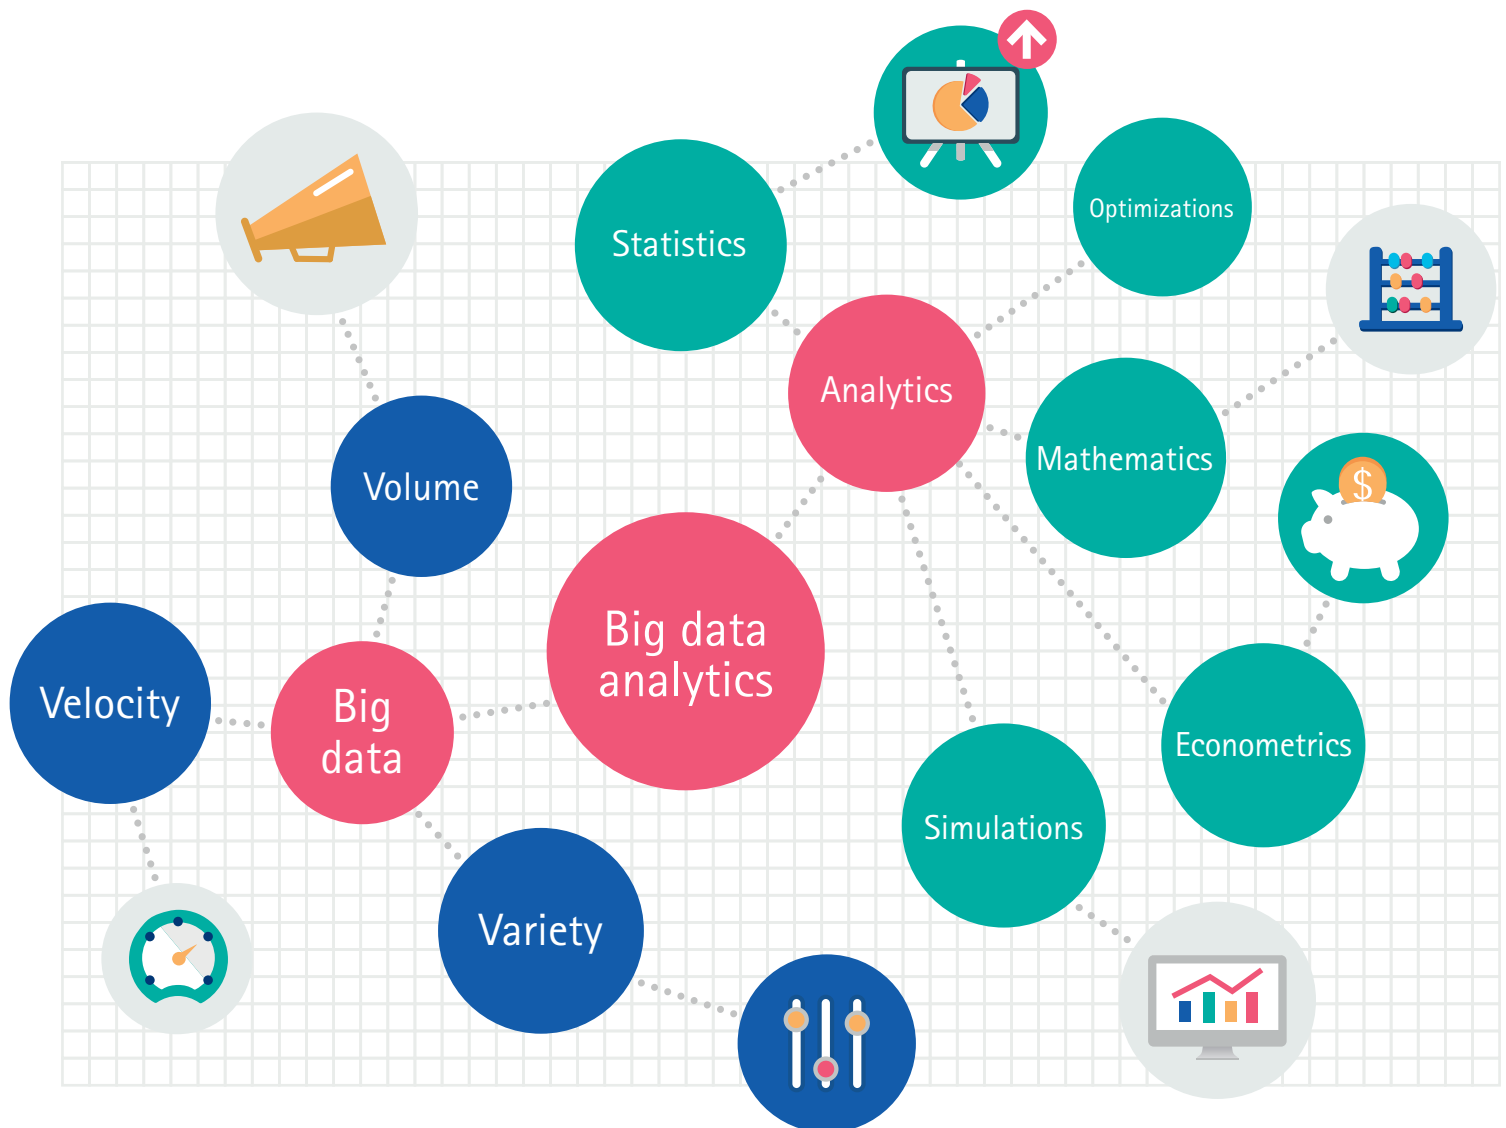 Optimizations
Statistics
Analytics
Mathematics
$
Volume
Big data
analytics
Velocity
Big
data
Econometrics
Simulations
Variety